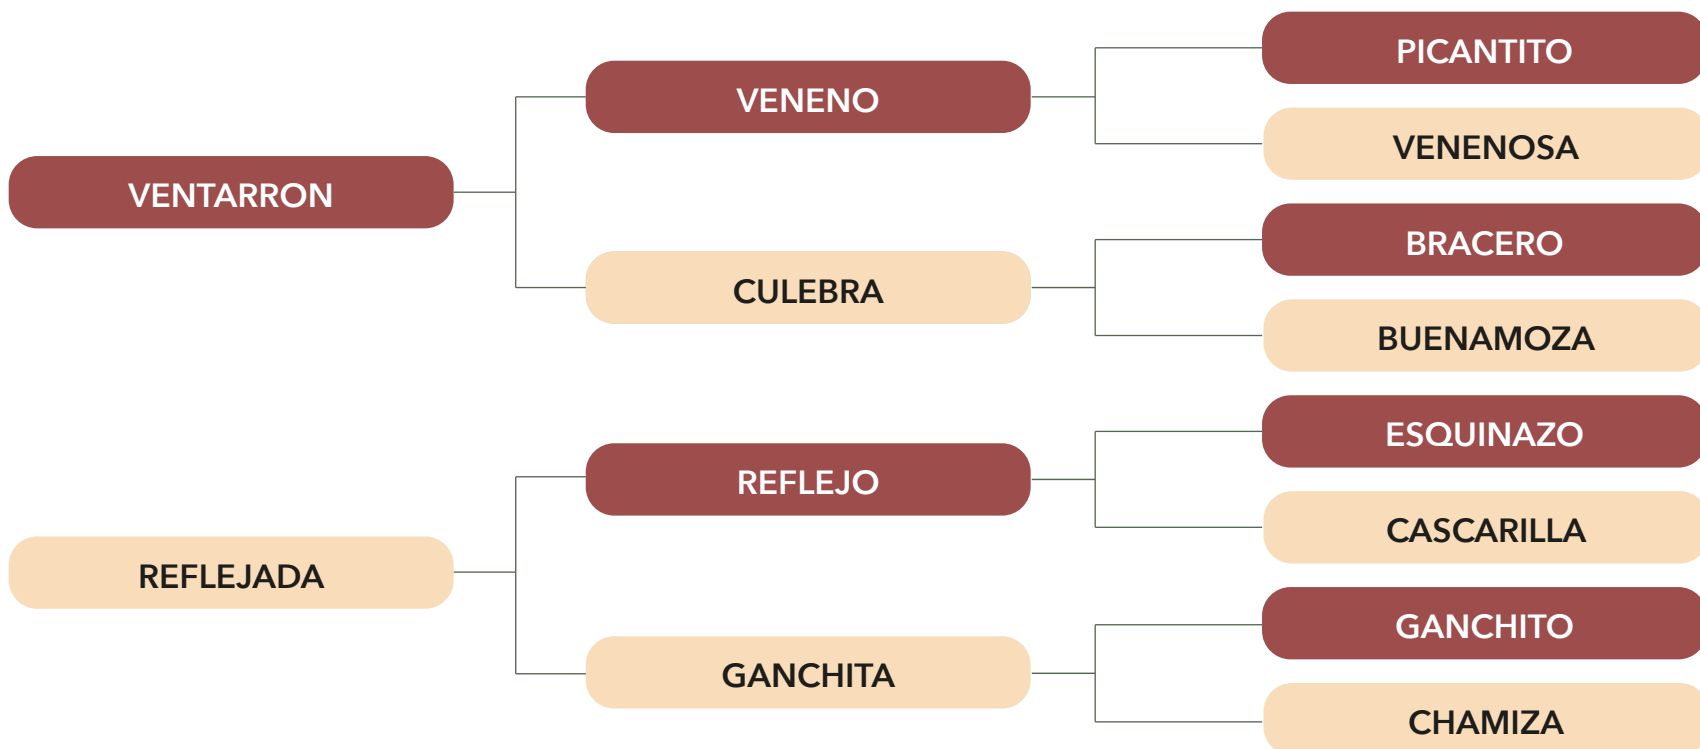 VENTARRON
VENENO
PICANTITO
VENENOSA
CULEBRA
BRACERO
BUENAMOZA
REFLEJADA
REFLEJO
ESQUINAZO
CASCARILLA
GANCHITA
GANCHITO
CHAMIZA